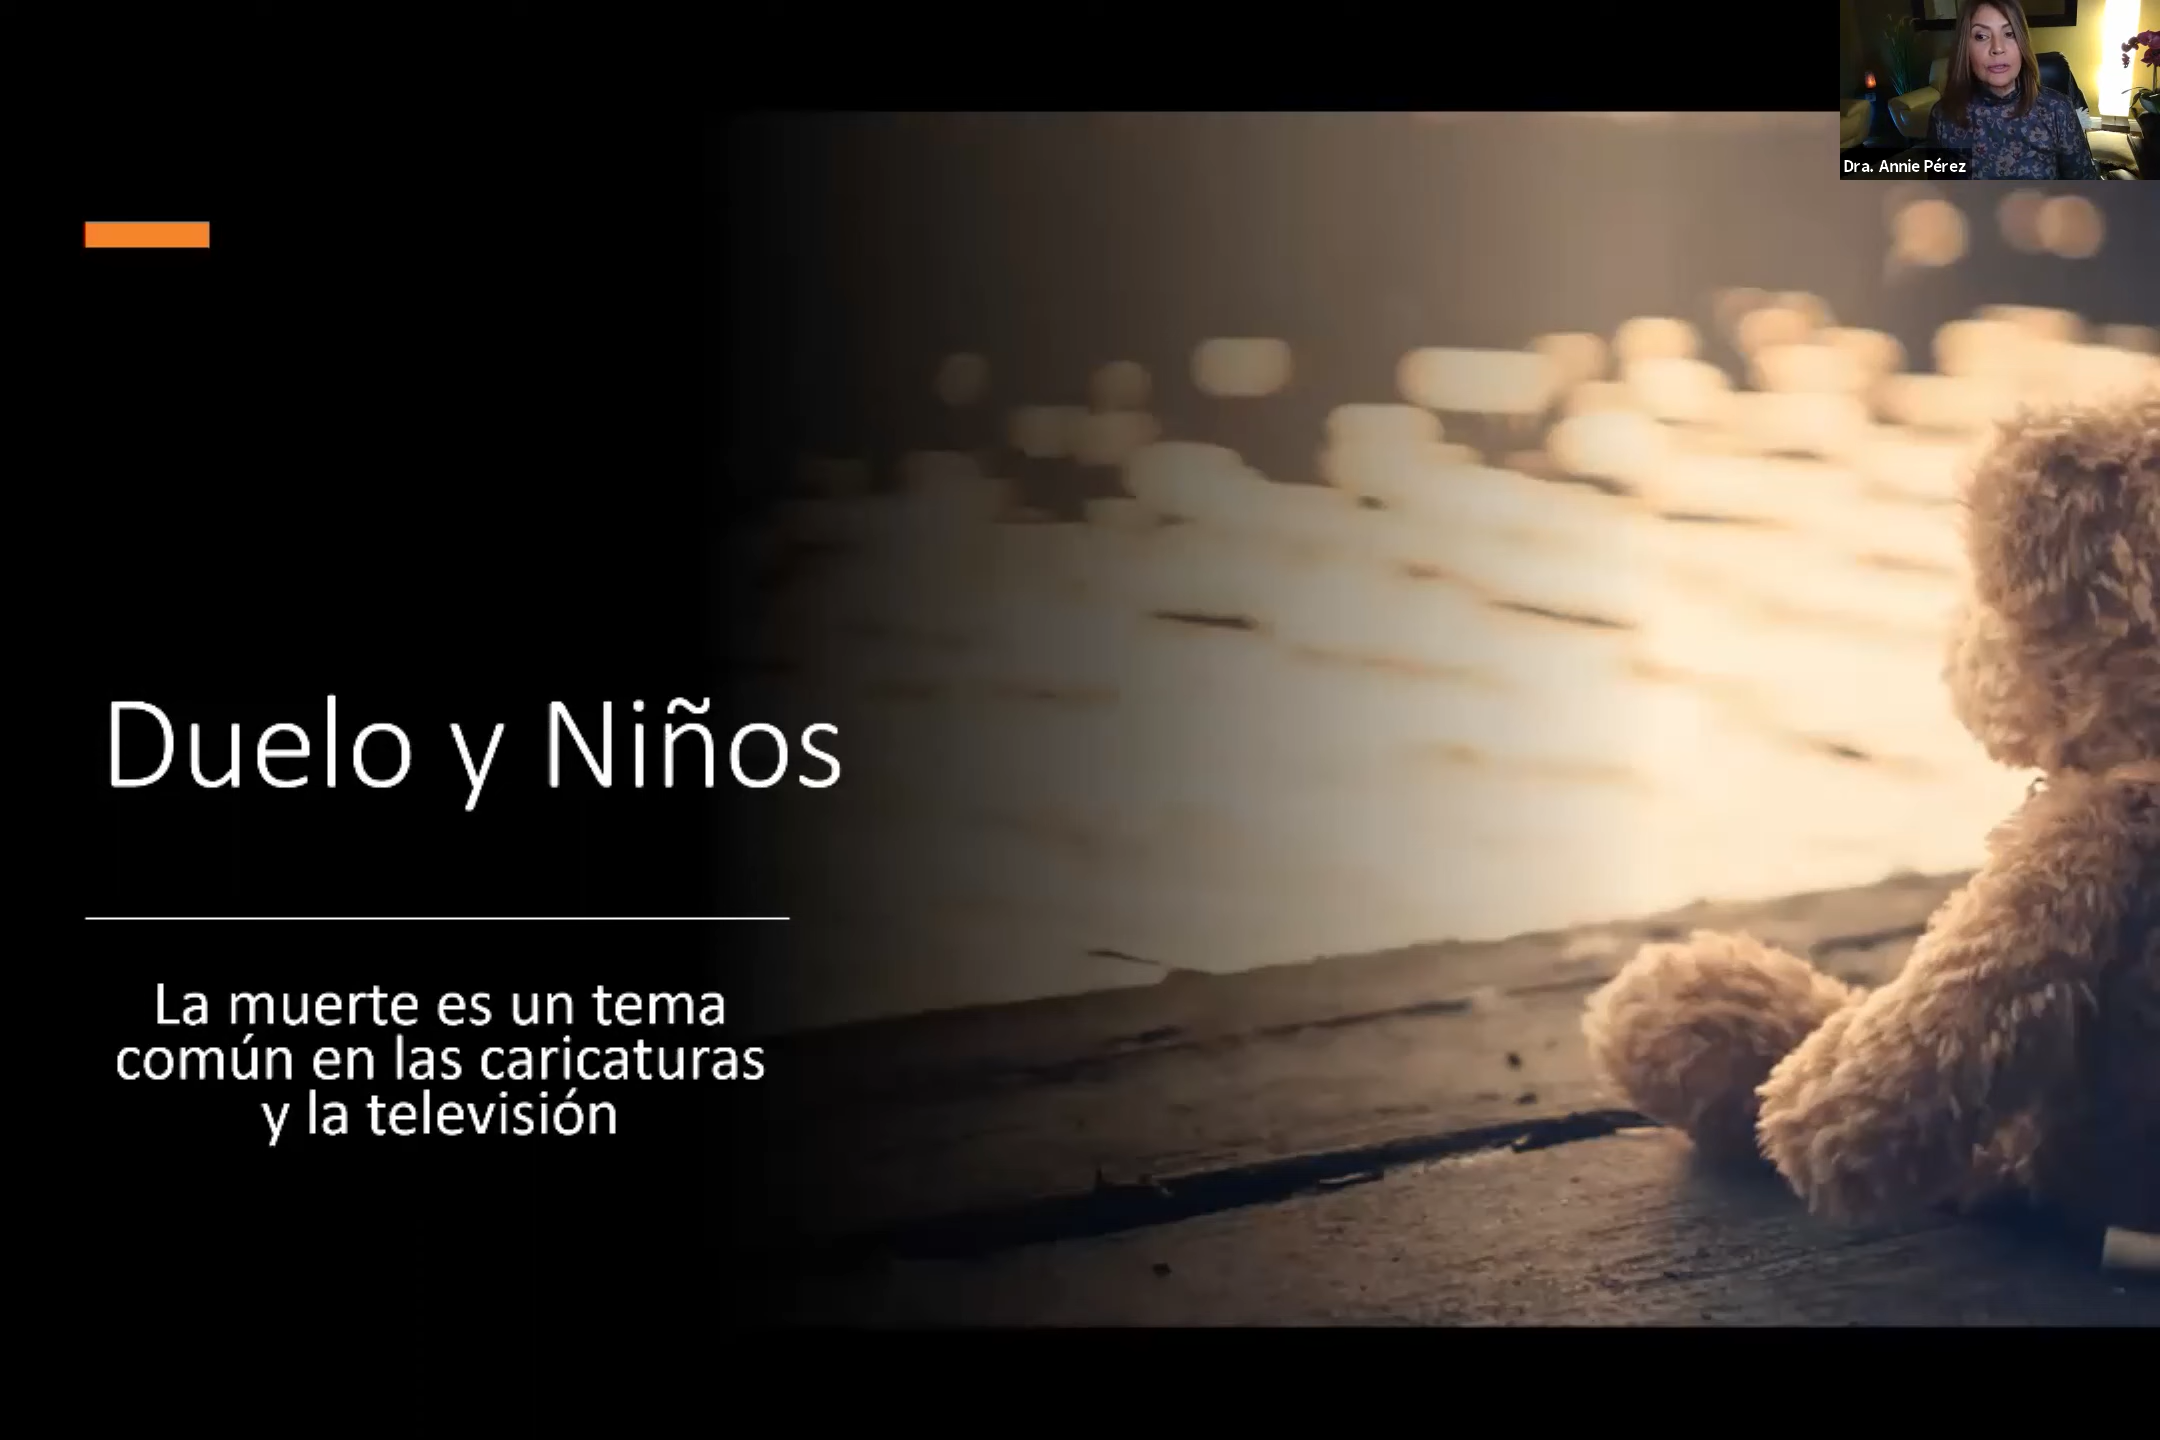 Dra. Annie Pérez
Duelo y Niños
La muerte es un tema
común en las caricaturas
y la televisión